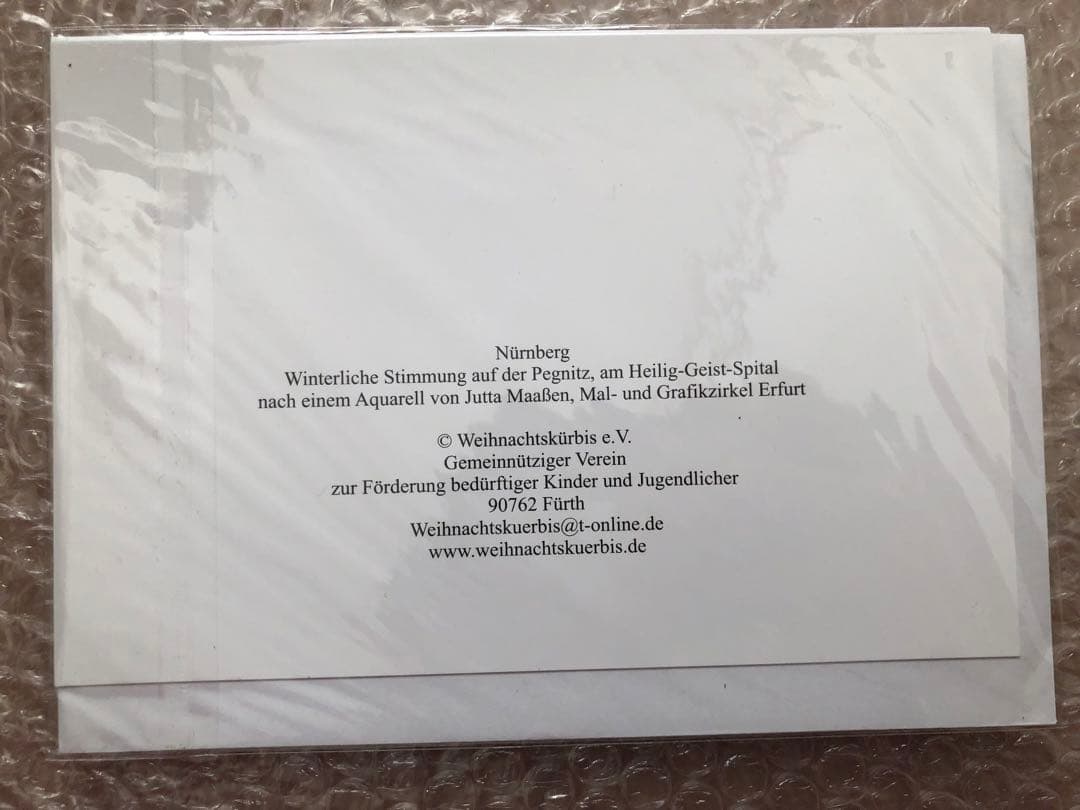 Nürnberg
Winterliche Stimmung auf der Pegnitz, am Heilig-Geist-Spital
nach einem Aquarell von Jutta Maaßen, Mal- und Grafikzirkel Erfurt
© Weihnachtskürbis e.V.
Gemeinnütziger Verein
zur Förderung bedürftiger Kinder und Jugendlicher
90762 Fürth
Weihnachtskuerbis@t-online.de
www.weihnachtskuerbis.de